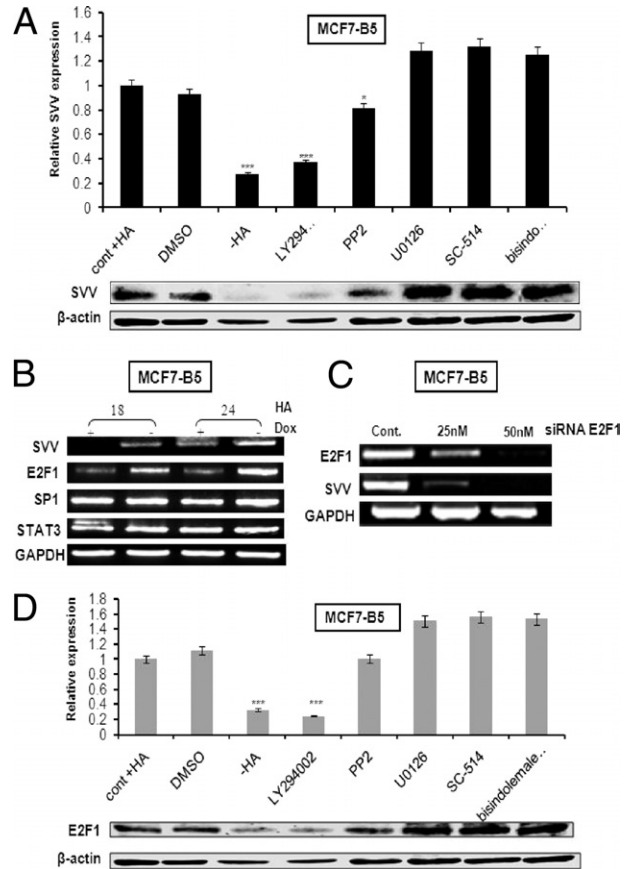 A
MCF7-B5
Relative SVV expression
1.6
1.4
1.2
1
0.8
0.6
0.4
0.2
0
***
***
*
cont +HA
DMSO
-HA
LY294...
PP2
U0126
SC-514
bisindo...
SVV
β-actin
B
MCF7-B5
18 24 HA
+ - + - Dox
SVV
E2F1
SP1
STAT3
GAPDH
C
MCF7-B5
Cont. 25nM 50nM siRNA E2F1
E2F1
SVV
GAPDH
D
MCF7-B5
Relative expression
1.8
1.6
1.4
1.2
1
0.8
0.6
0.4
0.2
0
***
***
cont +HA
DMSO
-HA
LY294002
PP2
U0126
SC-514
bisindolemale...
E2F1
β-actin